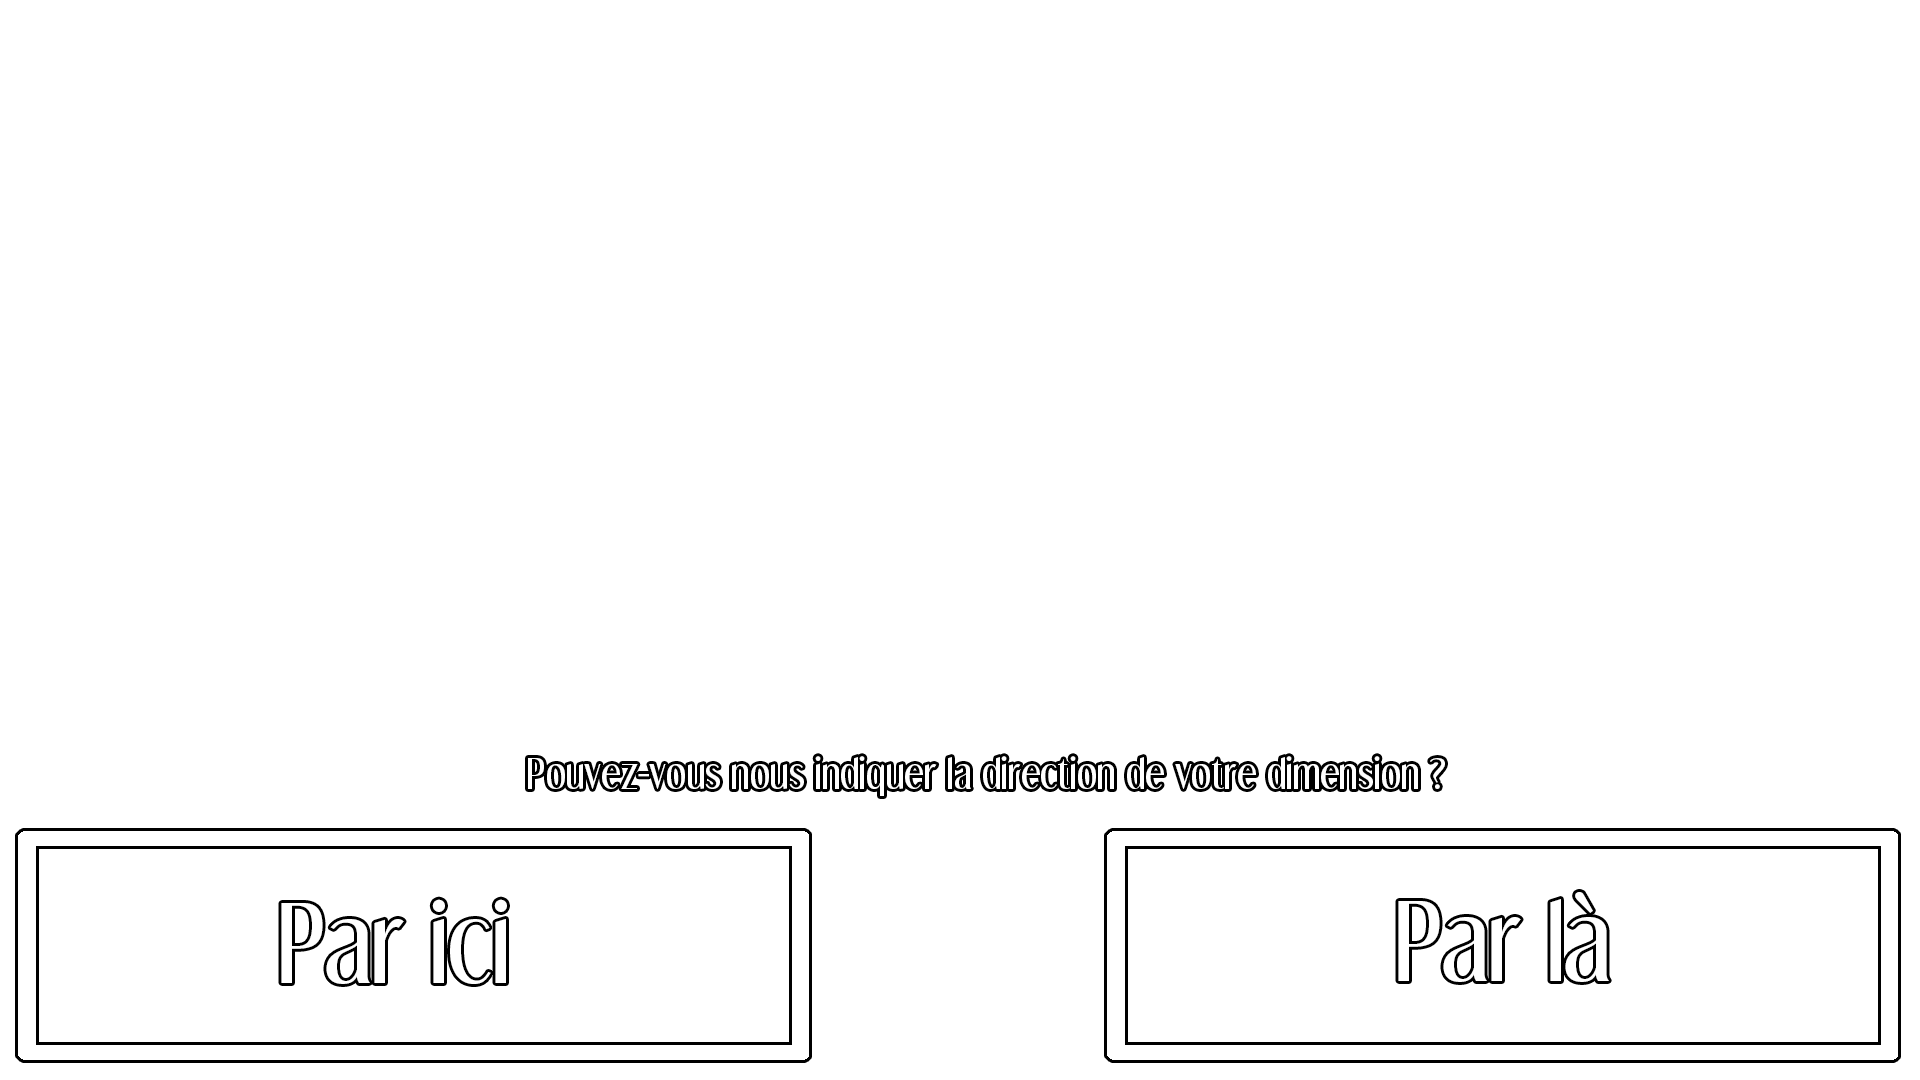 Pouvez-vous nous indiquer la direction de votre dimension ?
Par ici
Par là